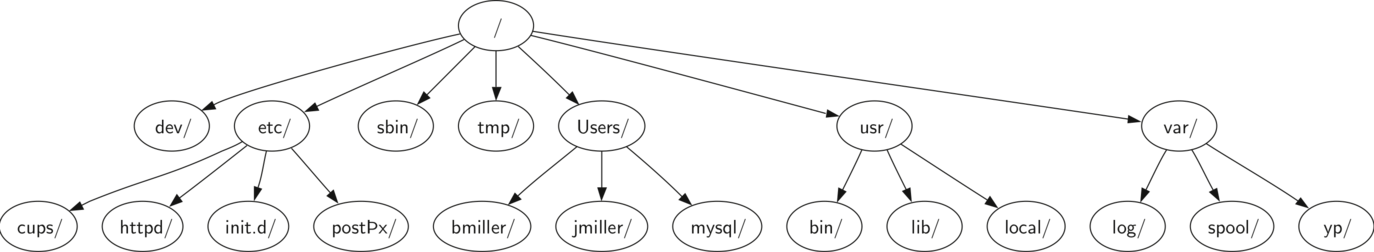 /
dev/ etc/ sbin/ tmp/ Users/ usr/ var/
cups/ httpd/ init.d/ postÞx/ bmiller/ jmiller/ mysql/ bin/ lib/ local/ log/ spool/ yp/